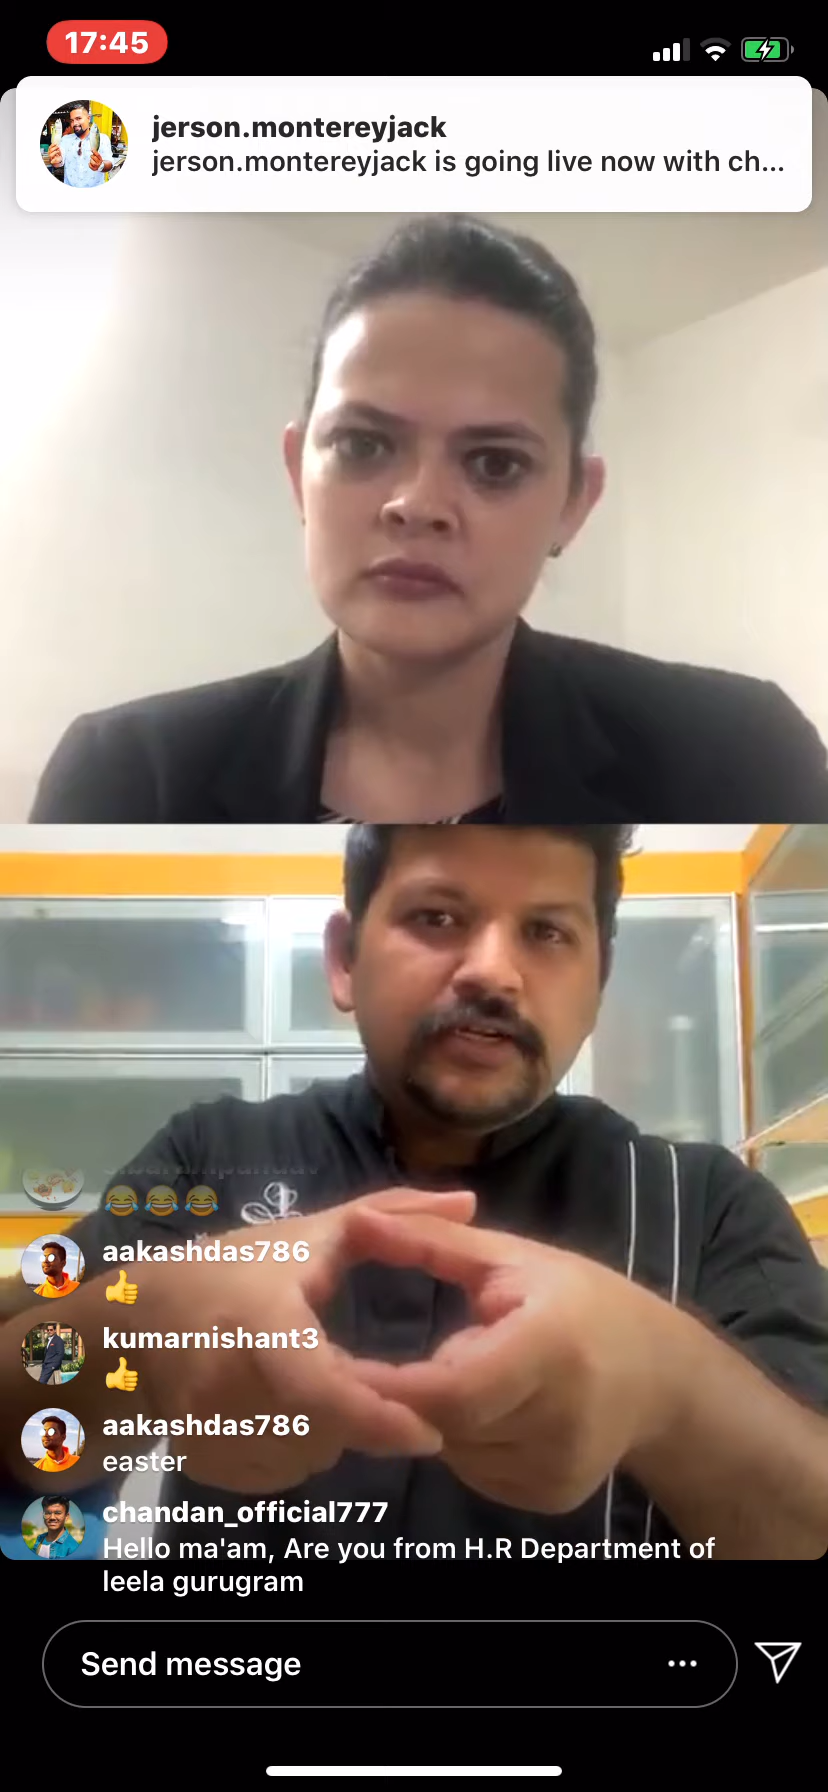 17:45
jerson.montereyjack
jerson.montereyjack is going live now with ch...
aakashdas786
kumarnishant3
aakashdas786
easter
chandan_official777
Hello ma'am, Are you from H.R Department of
leela gurugram
Send message